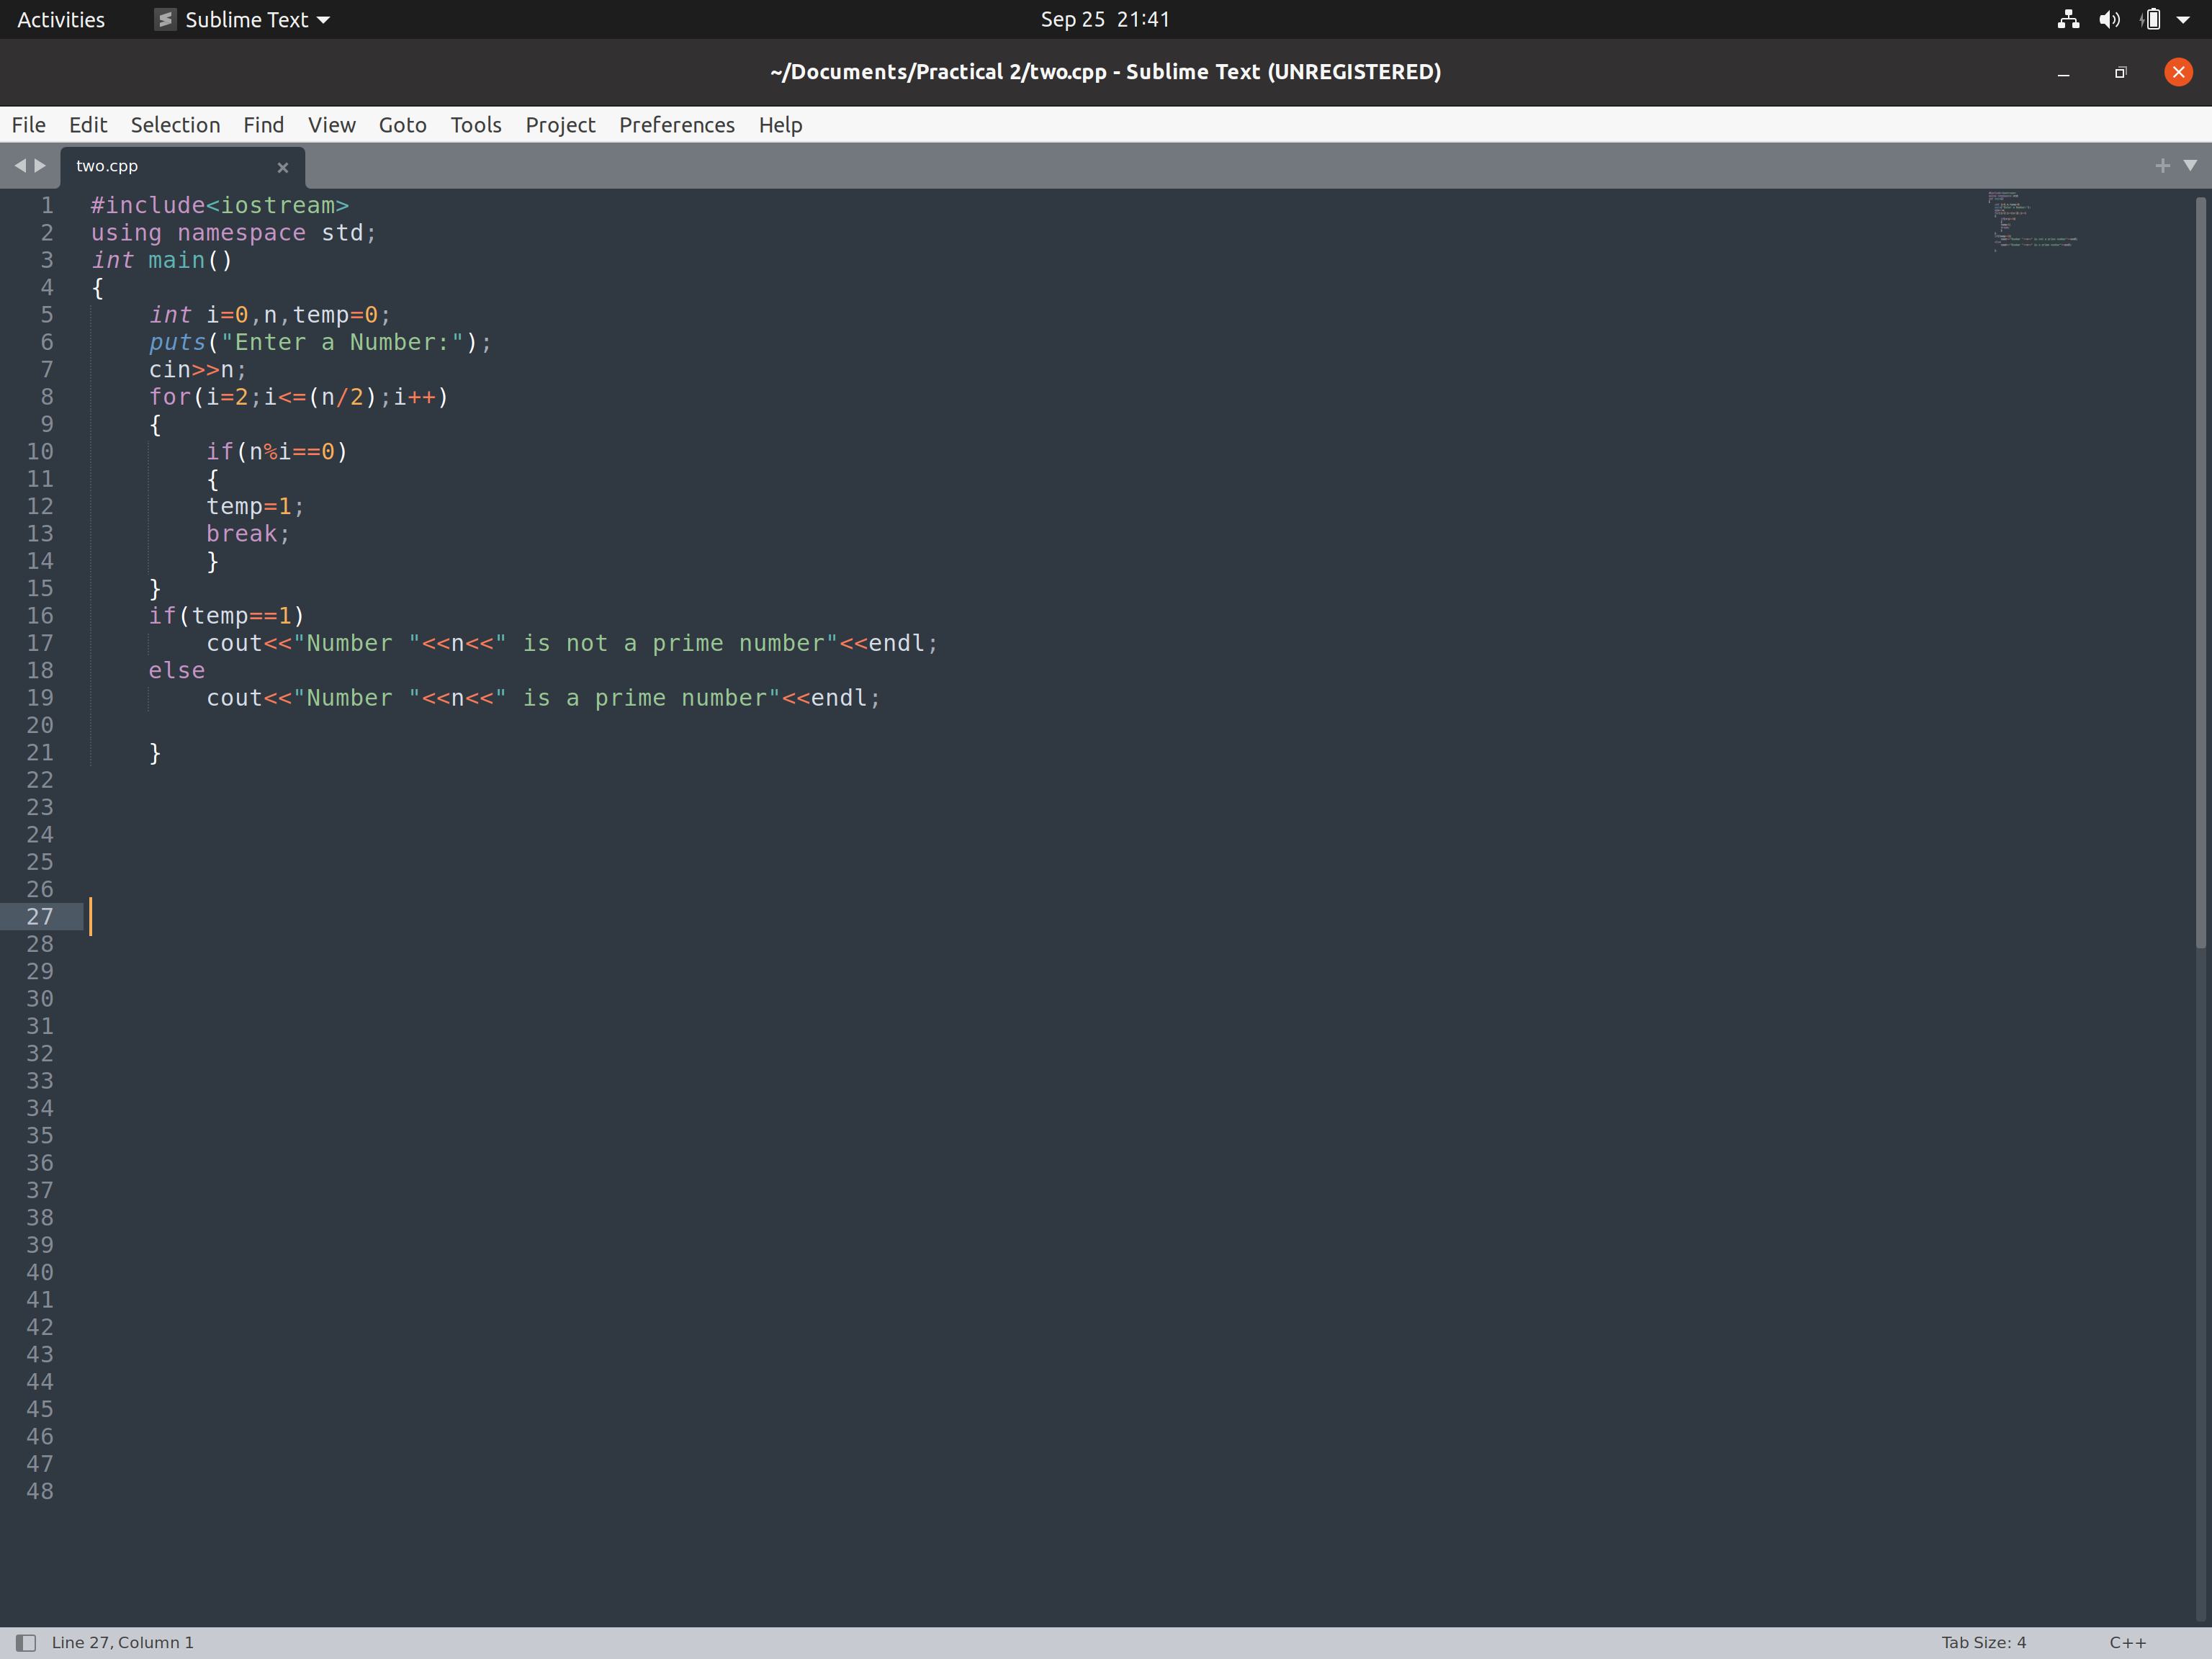 Activities Sublime Text Sep 25 21:41
~/Documents/Practical 2/two.cpp - Sublime Text (UNREGISTERED)
File Edit Selection Find View Goto Tools Project Preferences Help
two.cpp
1 #include<iostream>
2 using namespace std;
3 int main()
4 {
5     int i=0,n,temp=0;
6     puts("Enter a Number:");
7     cin>>n;
8     for(i=2;i<=(n/2);i++)
9     {
10         if(n%i==0)
11         {
12         temp=1;
13         break;
14         }
15     }
16     if(temp==1)
17         cout<<"Number "<<n<<" is not a prime number"<<endl;
18     else
19         cout<<"Number "<<n<<" is a prime number"<<endl;
20
21     }
22
23
24
25
26
27
28
29
30
31
32
33
34
35
36
37
38
39
40
41
42
43
44
45
46
47
48
Line 27, Column 1 Tab Size: 4 C++